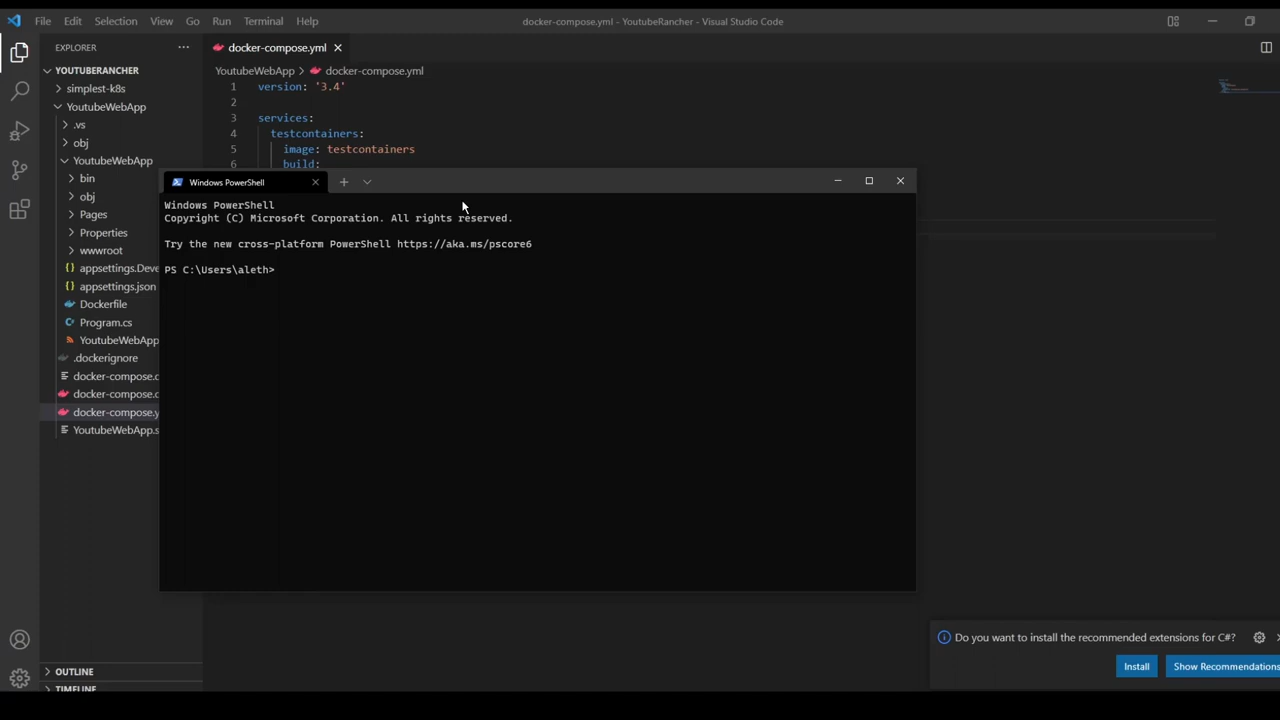 File Edit Selection View Go Run Terminal Help
docker-compose.yml - YoutubeRancher - Visual Studio Code
EXPLORER
YOUTUBERANCHER
simplest-k8s
YoutubeWebApp
.vs
obj
YoutubeWebApp
bin
obj
Pages
Properties
wwwroot
appsettings.Deve
appsettings.json
Dockerfile
Program.cs
YoutubeWebApp
.dockerignore
docker-compose.d
docker-compose.o
docker-compose.y
YoutubeWebApp.s
OUTLINE
TIMELINE
docker-compose.yml
YoutubeWebApp > docker-compose.yml
1 version: '3.4'
2
3 services:
4 testcontainers:
5 image: testcontainers
6 build:
Windows PowerShell
Windows PowerShell
Copyright (C) Microsoft Corporation. All rights reserved.
Try the new cross-platform PowerShell https://aka.ms/pscore6
PS C:\Users\aleth>
Do you want to install the recommended extensions for C#?
Install
Show Recommendations